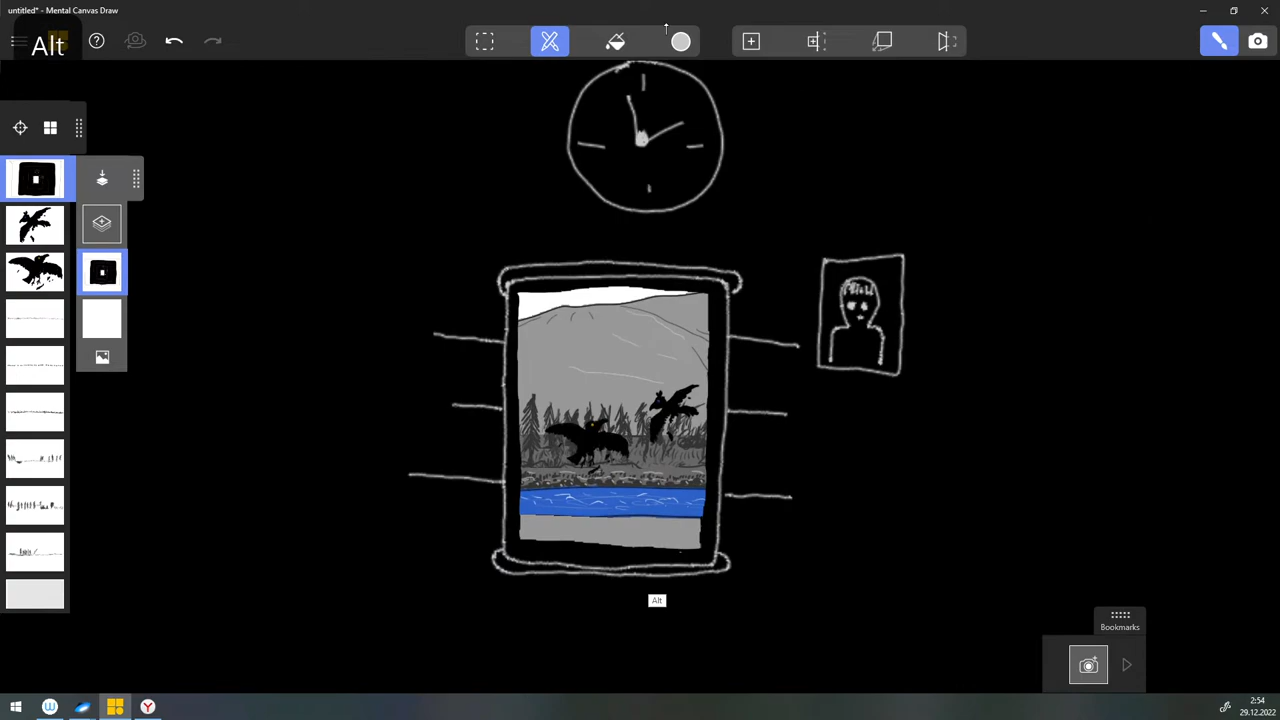 untitled* - Mental Canvas Draw
Alt
Alt
Bookmarks
2:54
29.12.2022